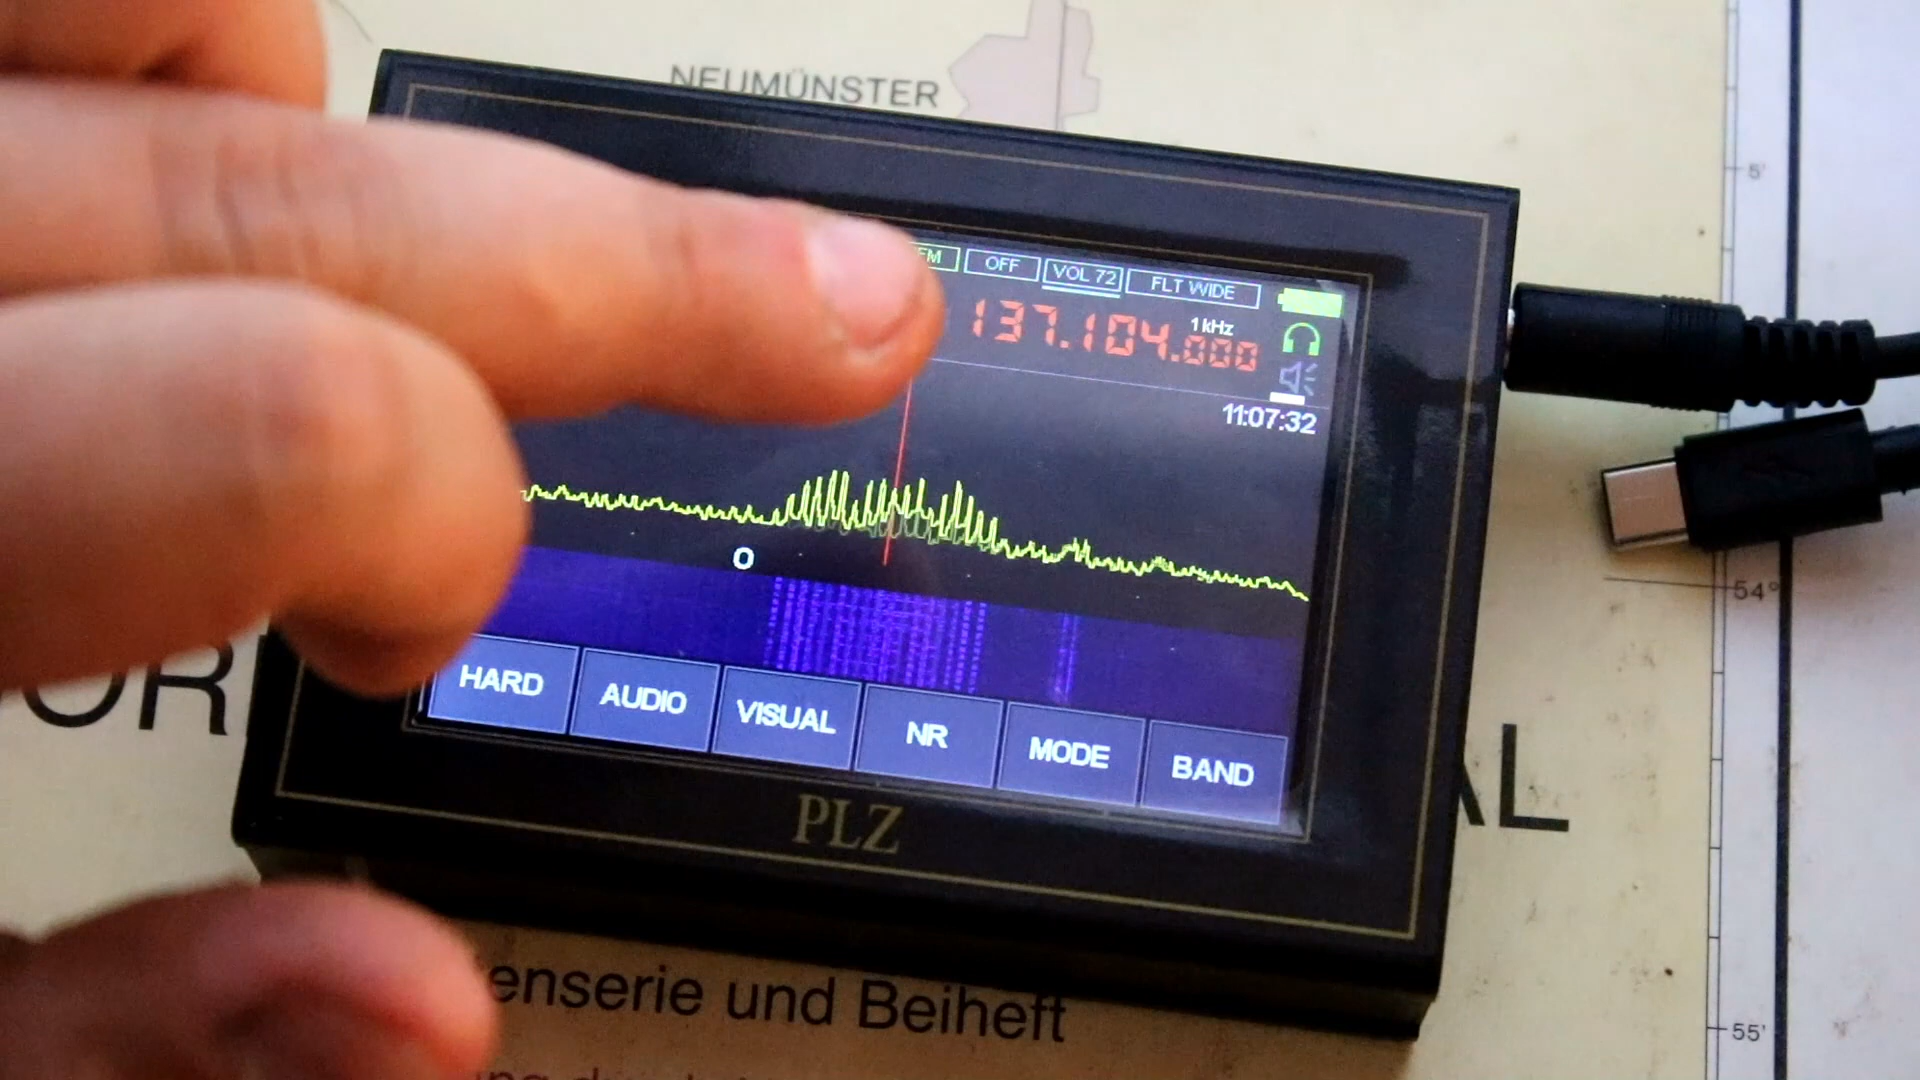 NEUMÜNSTER
5'
FM OFF VOL 72 FLT WIDE
137.104.000
1 kHz
11:07:32
0
54°
HARD AUDIO VISUAL NR MODE BAND
PLZ
enserie und Beiheft
55'